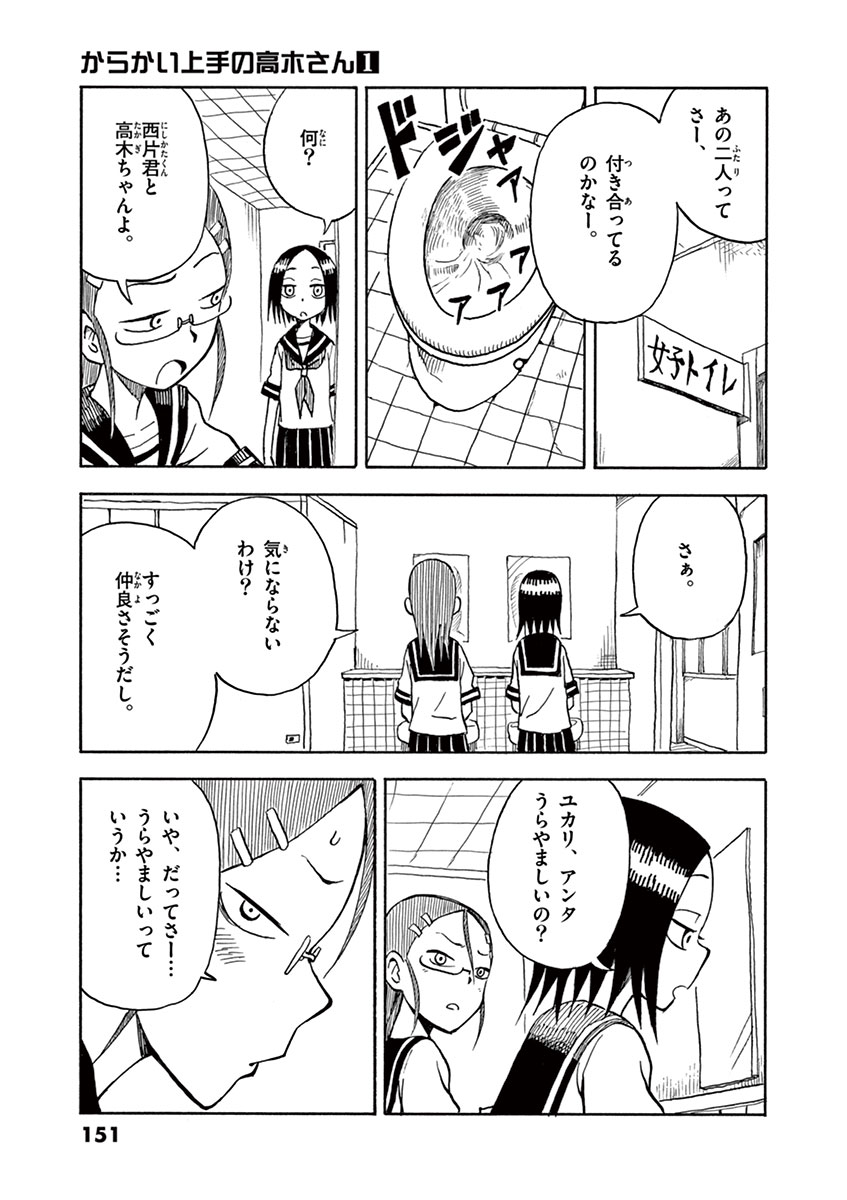 からかい上手の高木さん1
あの二人って
さー、
付き合ってる
のかなー。
女子トイレ
ドジャアアアアア
何?
西片君と
高木ちゃんよ。
さぁ。
気にならない
わけ?
すっごく
仲良さそうだし。
ユカリ、アンタ
うらやましいの?
いや、だってさー…
うらやましいって
いうか…
151